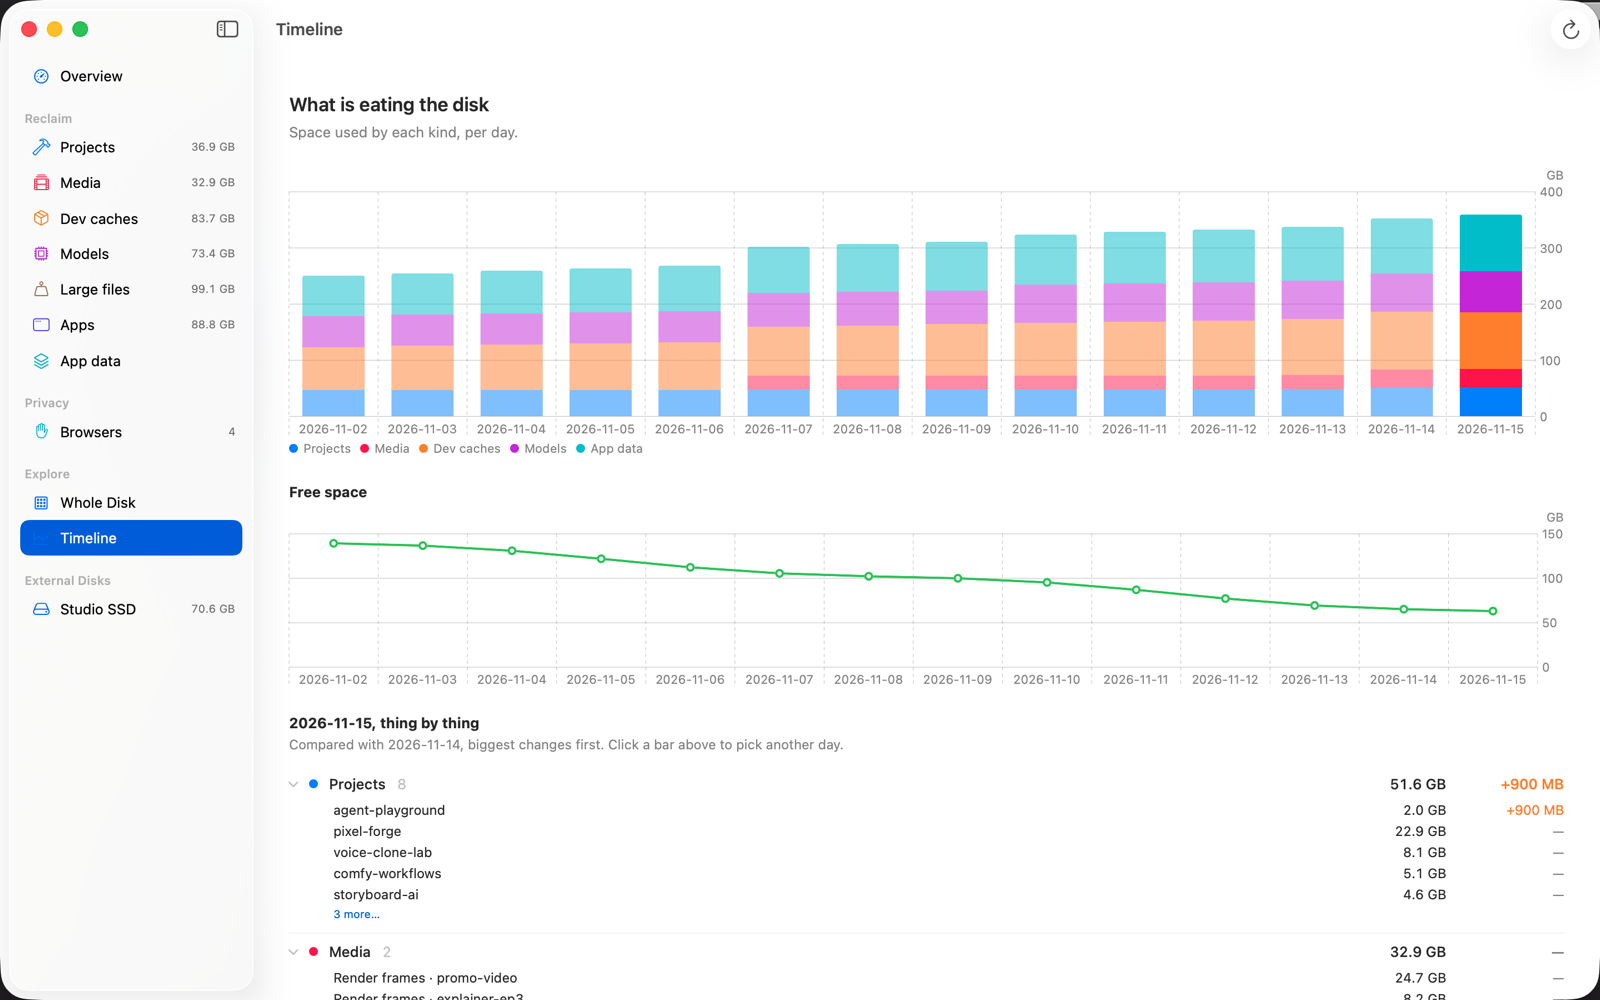 Timeline
Overview
Reclaim
Projects 36.9 GB
Media 32.9 GB
Dev caches 83.7 GB
Models 73.4 GB
Large files 99.1 GB
Apps 88.8 GB
App data
Privacy
Browsers 4
Explore
Whole Disk
Timeline
External Disks
Studio SSD 70.6 GB
What is eating the disk
Space used by each kind, per day.
GB
400
300
200
100
0
2026-11-02 2026-11-03 2026-11-04 2026-11-05 2026-11-06 2026-11-07 2026-11-08 2026-11-09 2026-11-10 2026-11-11 2026-11-12 2026-11-13 2026-11-14 2026-11-15
Projects Media Dev caches Models App data
Free space
GB
150
100
50
0
2026-11-02 2026-11-03 2026-11-04 2026-11-05 2026-11-06 2026-11-07 2026-11-08 2026-11-09 2026-11-10 2026-11-11 2026-11-12 2026-11-13 2026-11-14 2026-11-15
2026-11-15, thing by thing
Compared with 2026-11-14, biggest changes first. Click a bar above to pick another day.
Projects 8 51.6 GB +900 MB
agent-playground 2.0 GB +900 MB
pixel-forge 22.9 GB —
voice-clone-lab 8.1 GB —
comfy-workflows 5.1 GB —
storyboard-ai 4.6 GB —
3 more...
Media 2 32.9 GB —
Render frames · promo-video 24.7 GB —
Render frames · explainer-ep3 8.2 GB —